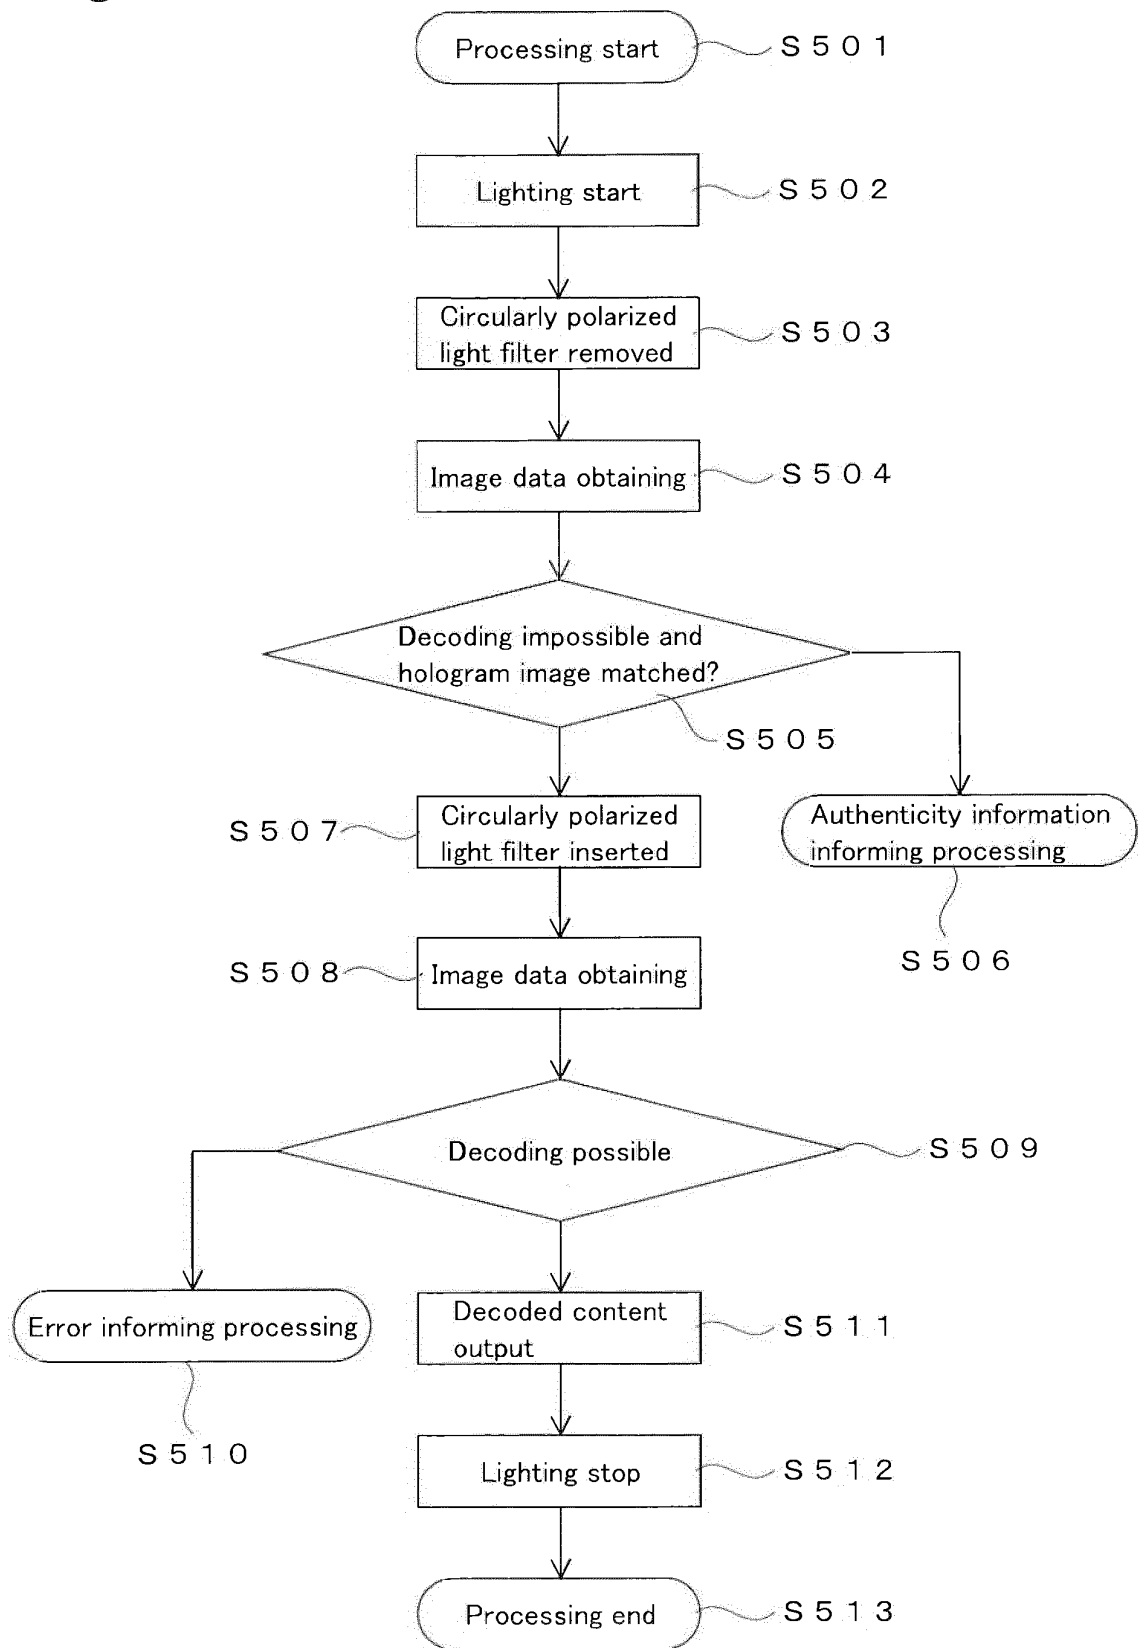 Processing start
S501
Lighting start
S502
Circularly polarized
light filter removed
S503
Image data obtaining
S504
Decoding impossible and
hologram image matched?
S505
Circularly polarized
light filter inserted
S507
Authenticity information
informing processing
S506
Image data obtaining
S508
Decoding possible
S509
Error informing processing
S510
Decoded content
output
S511
Lighting stop
S512
Processing end
S513